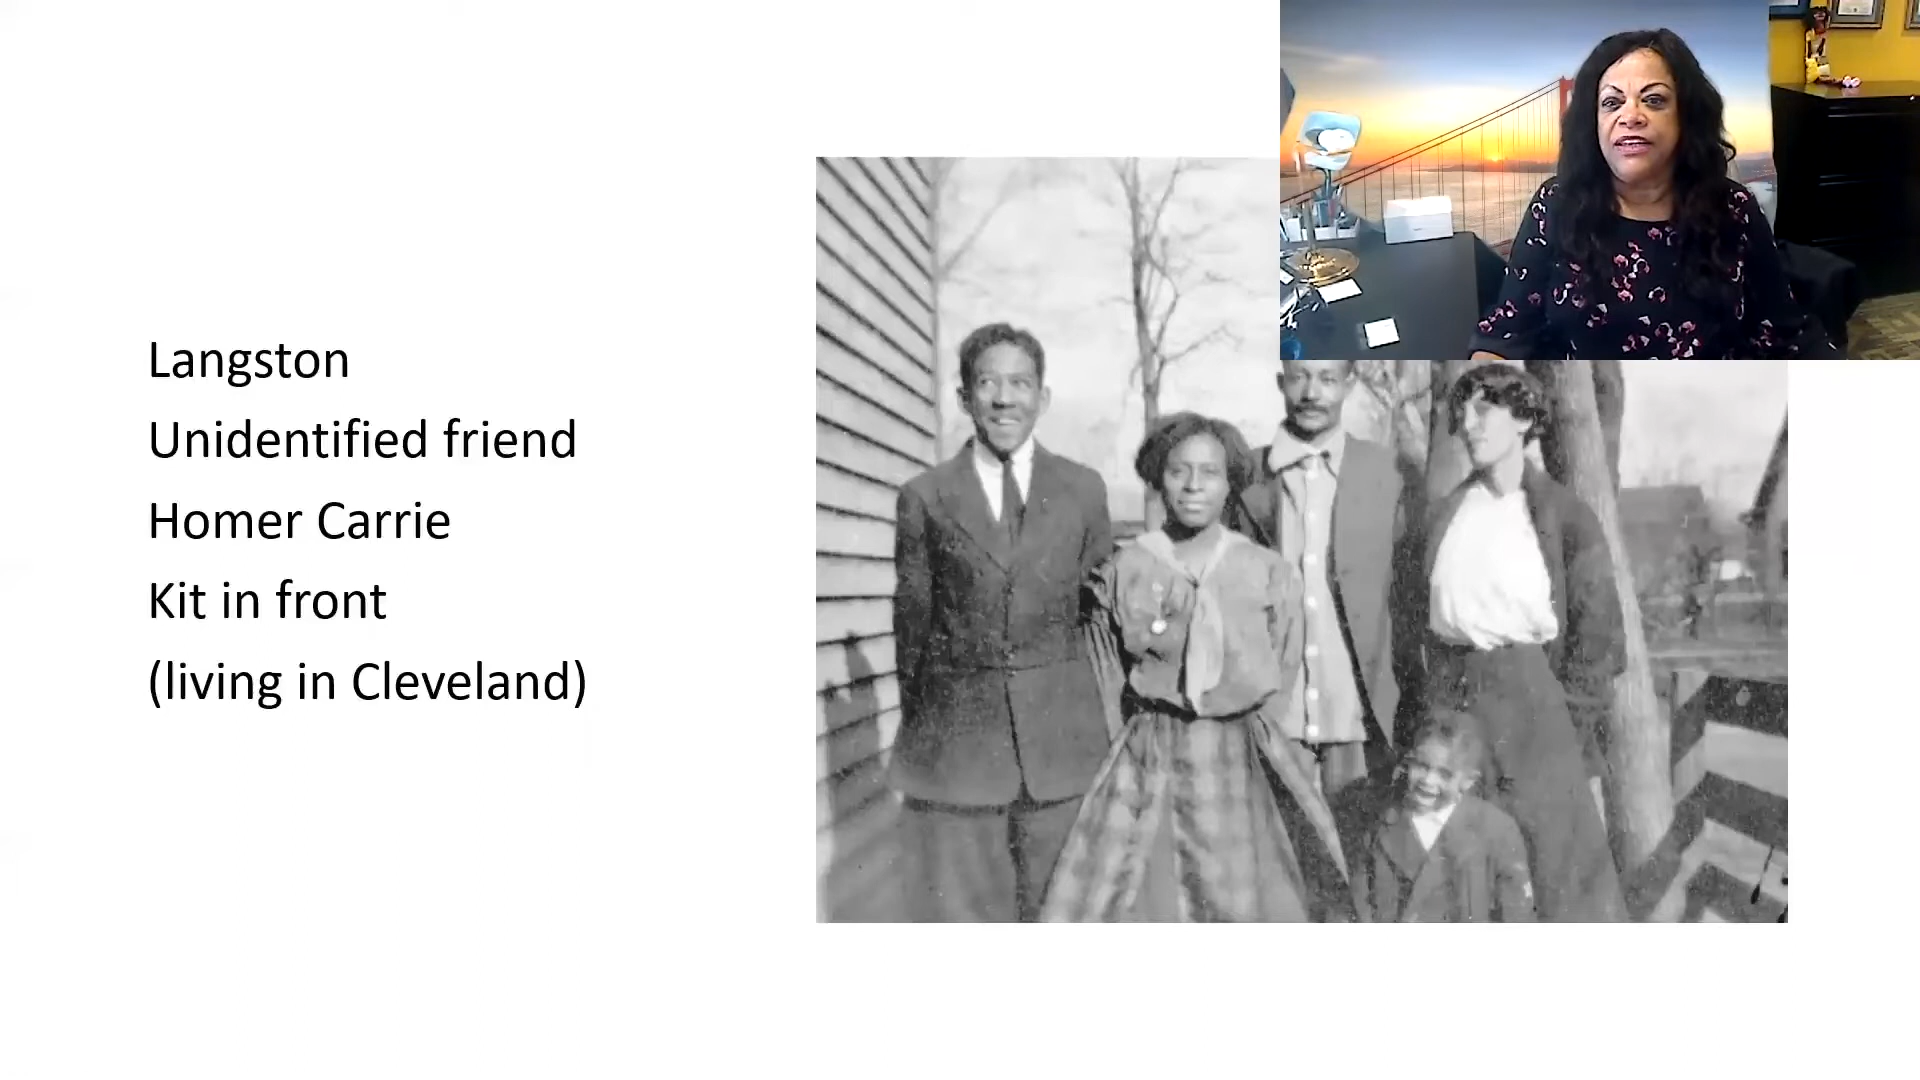 Langston
Unidentified friend
Homer Carrie
Kit in front
(living in Cleveland)